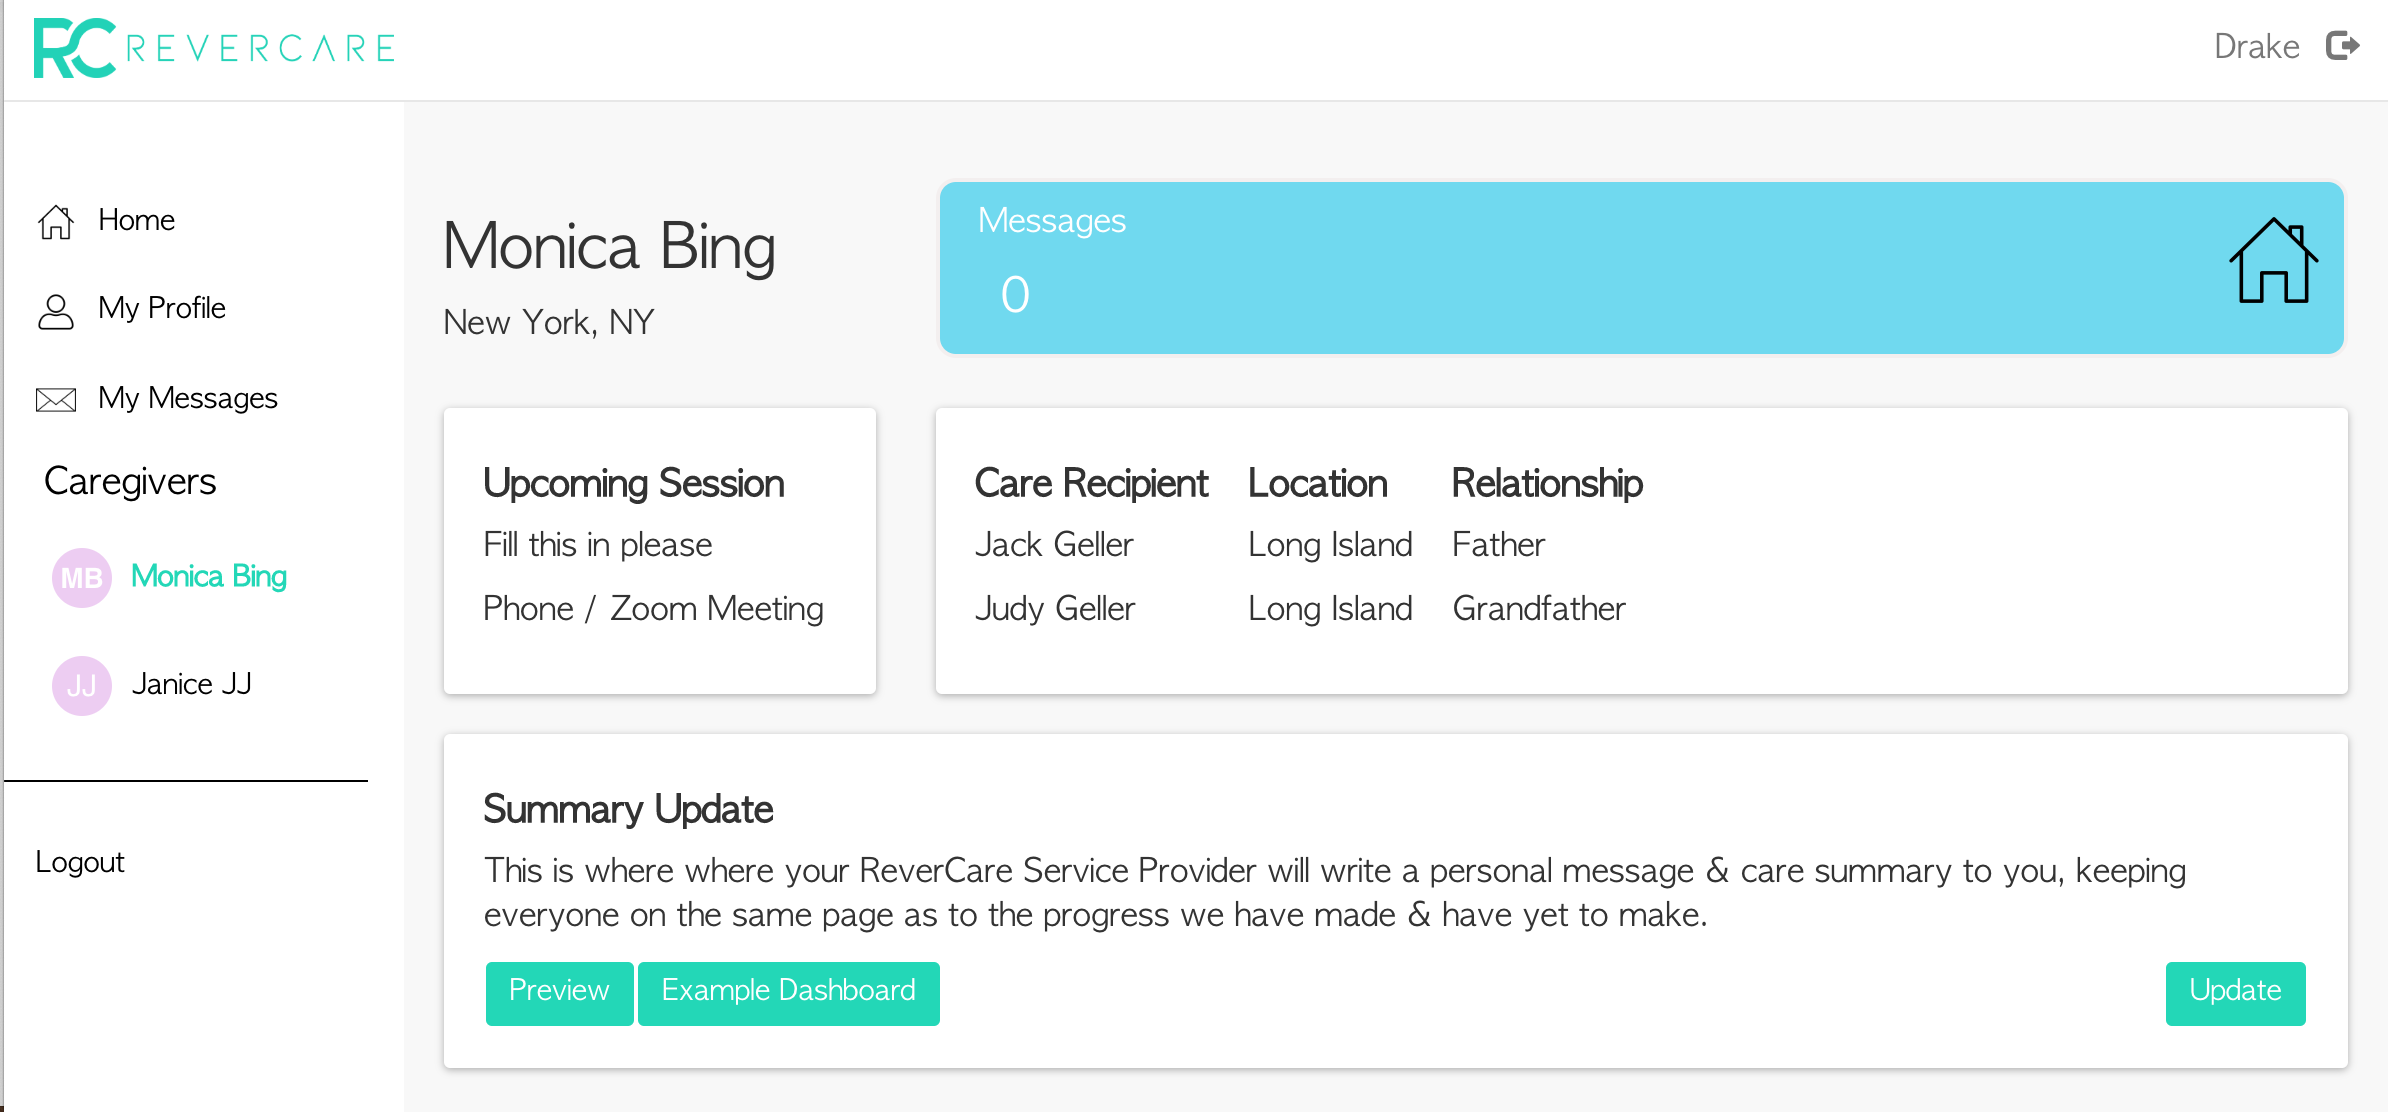 RC REVERCARE
Drake
Home
My Profile
My Messages
Caregivers
MB Monica Bing
JJ Janice JJ
Logout
Monica Bing
New York, NY
Messages
0
Upcoming Session
Fill this in please
Phone / Zoom Meeting
Care Recipient Location Relationship
Jack Geller Long Island Father
Judy Geller Long Island Grandfather
Summary Update
This is where where your ReverCare Service Provider will write a personal message & care summary to you, keeping
everyone on the same page as to the progress we have made & have yet to make.
Preview Example Dashboard Update